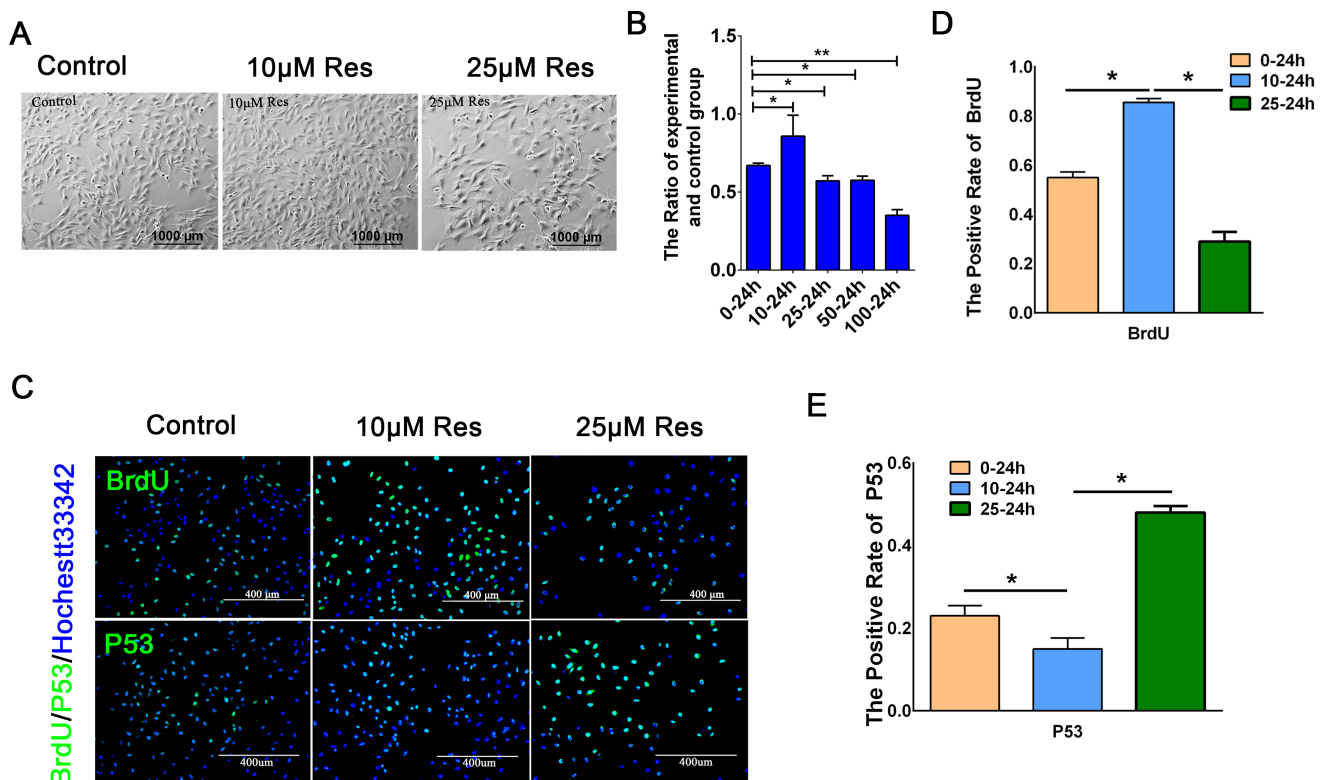 A
Control
10μM Res
25μM Res
Control
10μM Res
25μM Res
1000 μm
1000 μm
1000 μm
B
The Ratio of experimental
and control group
1.5
1.0
0.5
0.0
**
*
*
*
0-24h
10-24h
25-24h
50-24h
100-24h
D
The Positive Rate of BrdU
1.0
0.8
0.6
0.4
0.2
0.0
*
*
0-24h
10-24h
25-24h
BrdU
C
Control
10μM Res
25μM Res
BrdU/P53/Hochestt33342
BrdU
400 μm
400 μm
400 μm
P53
400um
400um
400um
E
The Positive Rate of P53
0.6
0.4
0.2
0.0
0-24h
10-24h
25-24h
*
*
P53